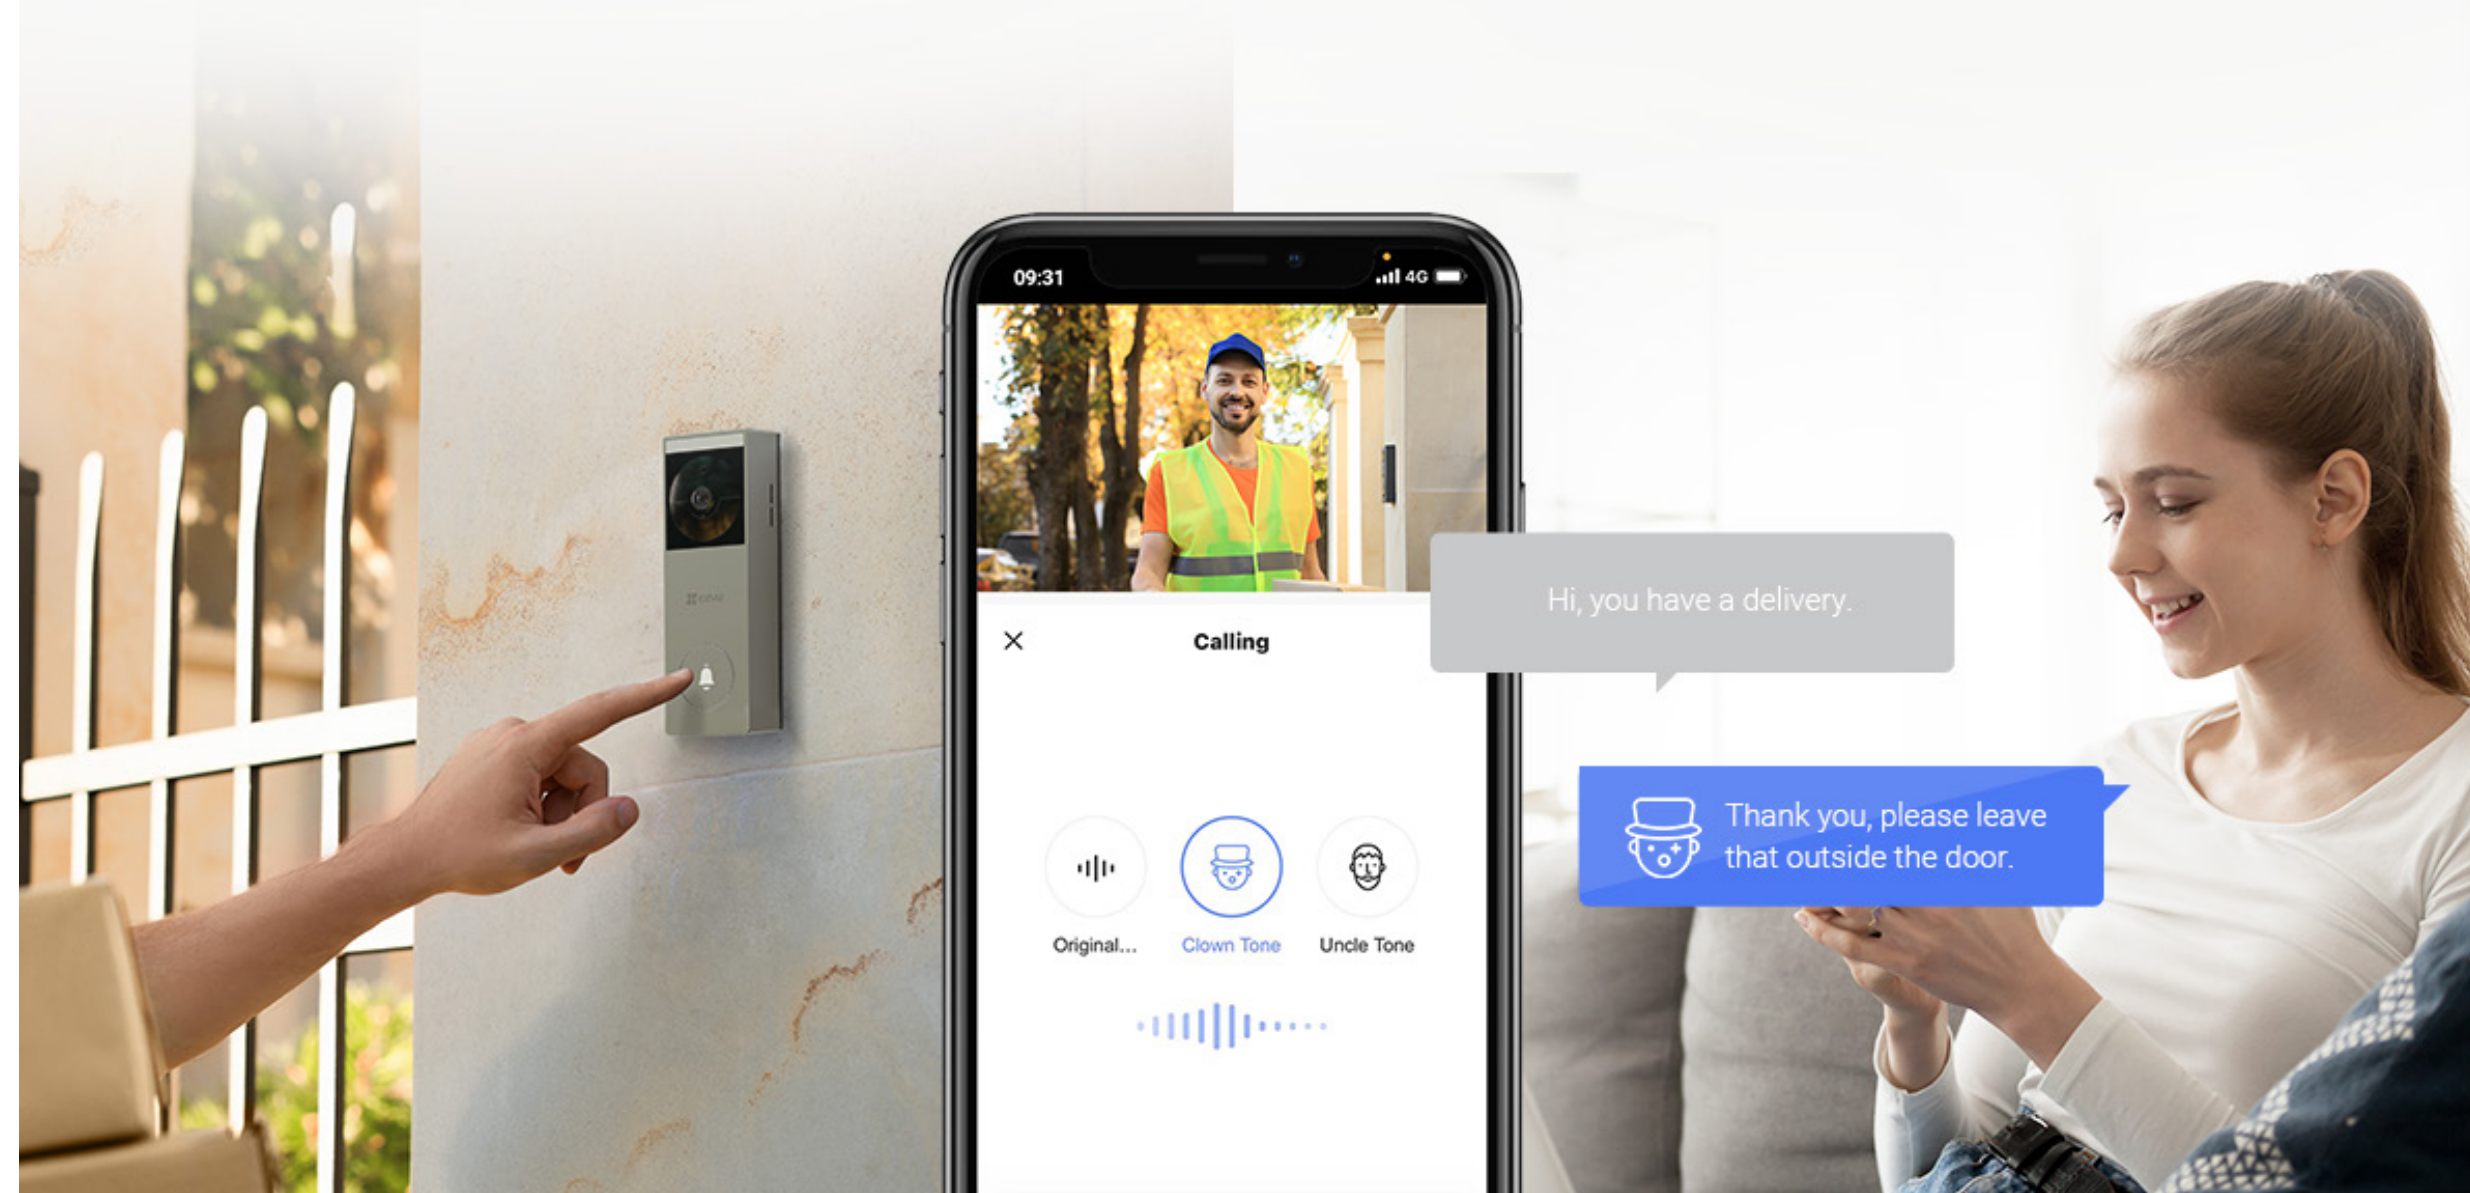 09:31
4G
Calling
Hi, you have a delivery.
Thank you, please leave
that outside the door.
Original...
Clown Tone
Uncle Tone